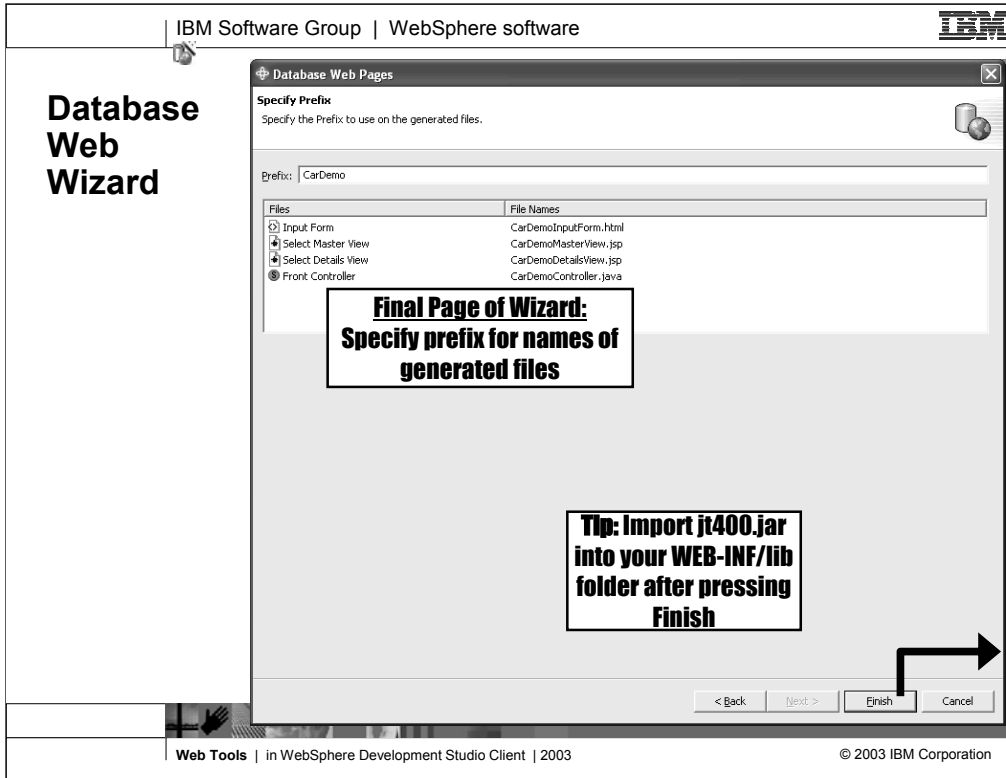 IBM Software Group | WebSphere software
IBM
Database
Web
Wizard
Database Web Pages
Specify Prefix
Specify the Prefix to use on the generated files.
Prefix: CarDemo
Files File Names
Input Form CarDemoInputForm.html
Select Master View CarDemoMasterView.jsp
Select Details View CarDemoDetailsView.jsp
S Front Controller CarDemoController.java
Final Page of Wizard:
Specify prefix for names of
generated files
Tip: Import jt400.jar
into your WEB-INF/lib
folder after pressing
Finish
< Back Next > Finish Cancel
Web Tools | in WebSphere Development Studio Client | 2003 © 2003 IBM Corporation